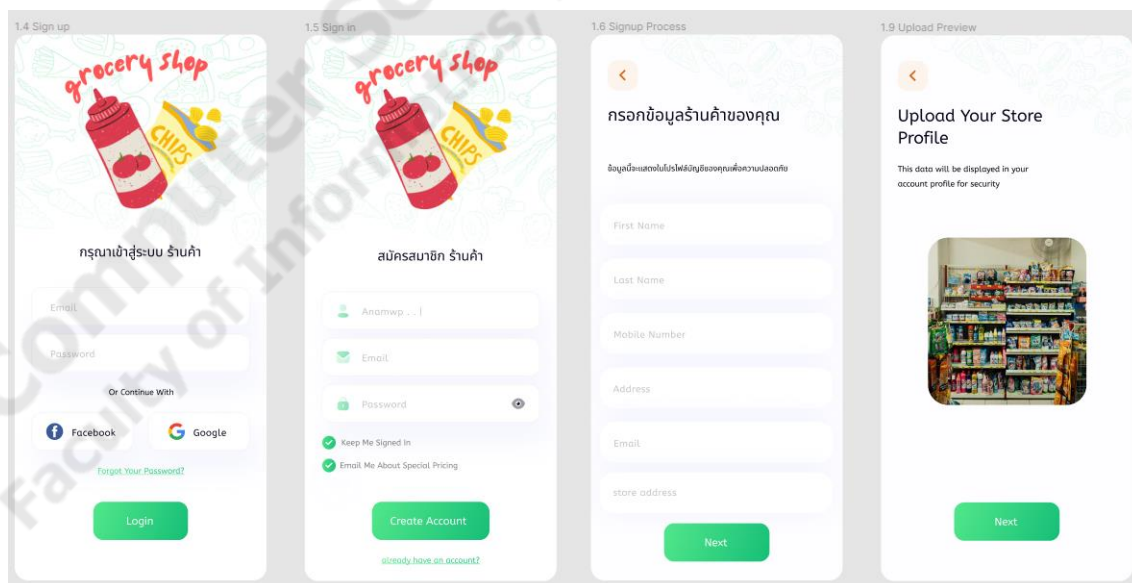 1.4 Sign up
grocery shop
CHIPS
กรุณาเข้าสู่ระบบ ร้านค้า
Email
Password
Or Continue With
Facebook
Google
Forgot Your Password?
Login
1.5 Sign in
grocery shop
CHIPS
สมัครสมาชิก ร้านค้า
Anamwp . . |
Email
Password
Keep Me Signed In
Email Me About Special Pricing
Create Account
already have an account?
1.6 Signup Process
กรอกข้อมูลร้านค้าของคุณ
ข้อมูลนี้จะแสดงในโปรไฟล์บัญชีของคุณเพื่อความปลอดภัย
First Name
Last Name
Mobile Number
Address
Email
store address
Next
1.9 Upload Preview
Upload Your Store
Profile
This data will be displayed in your
account profile for security
Next
Computer
Faculty of Informatics,